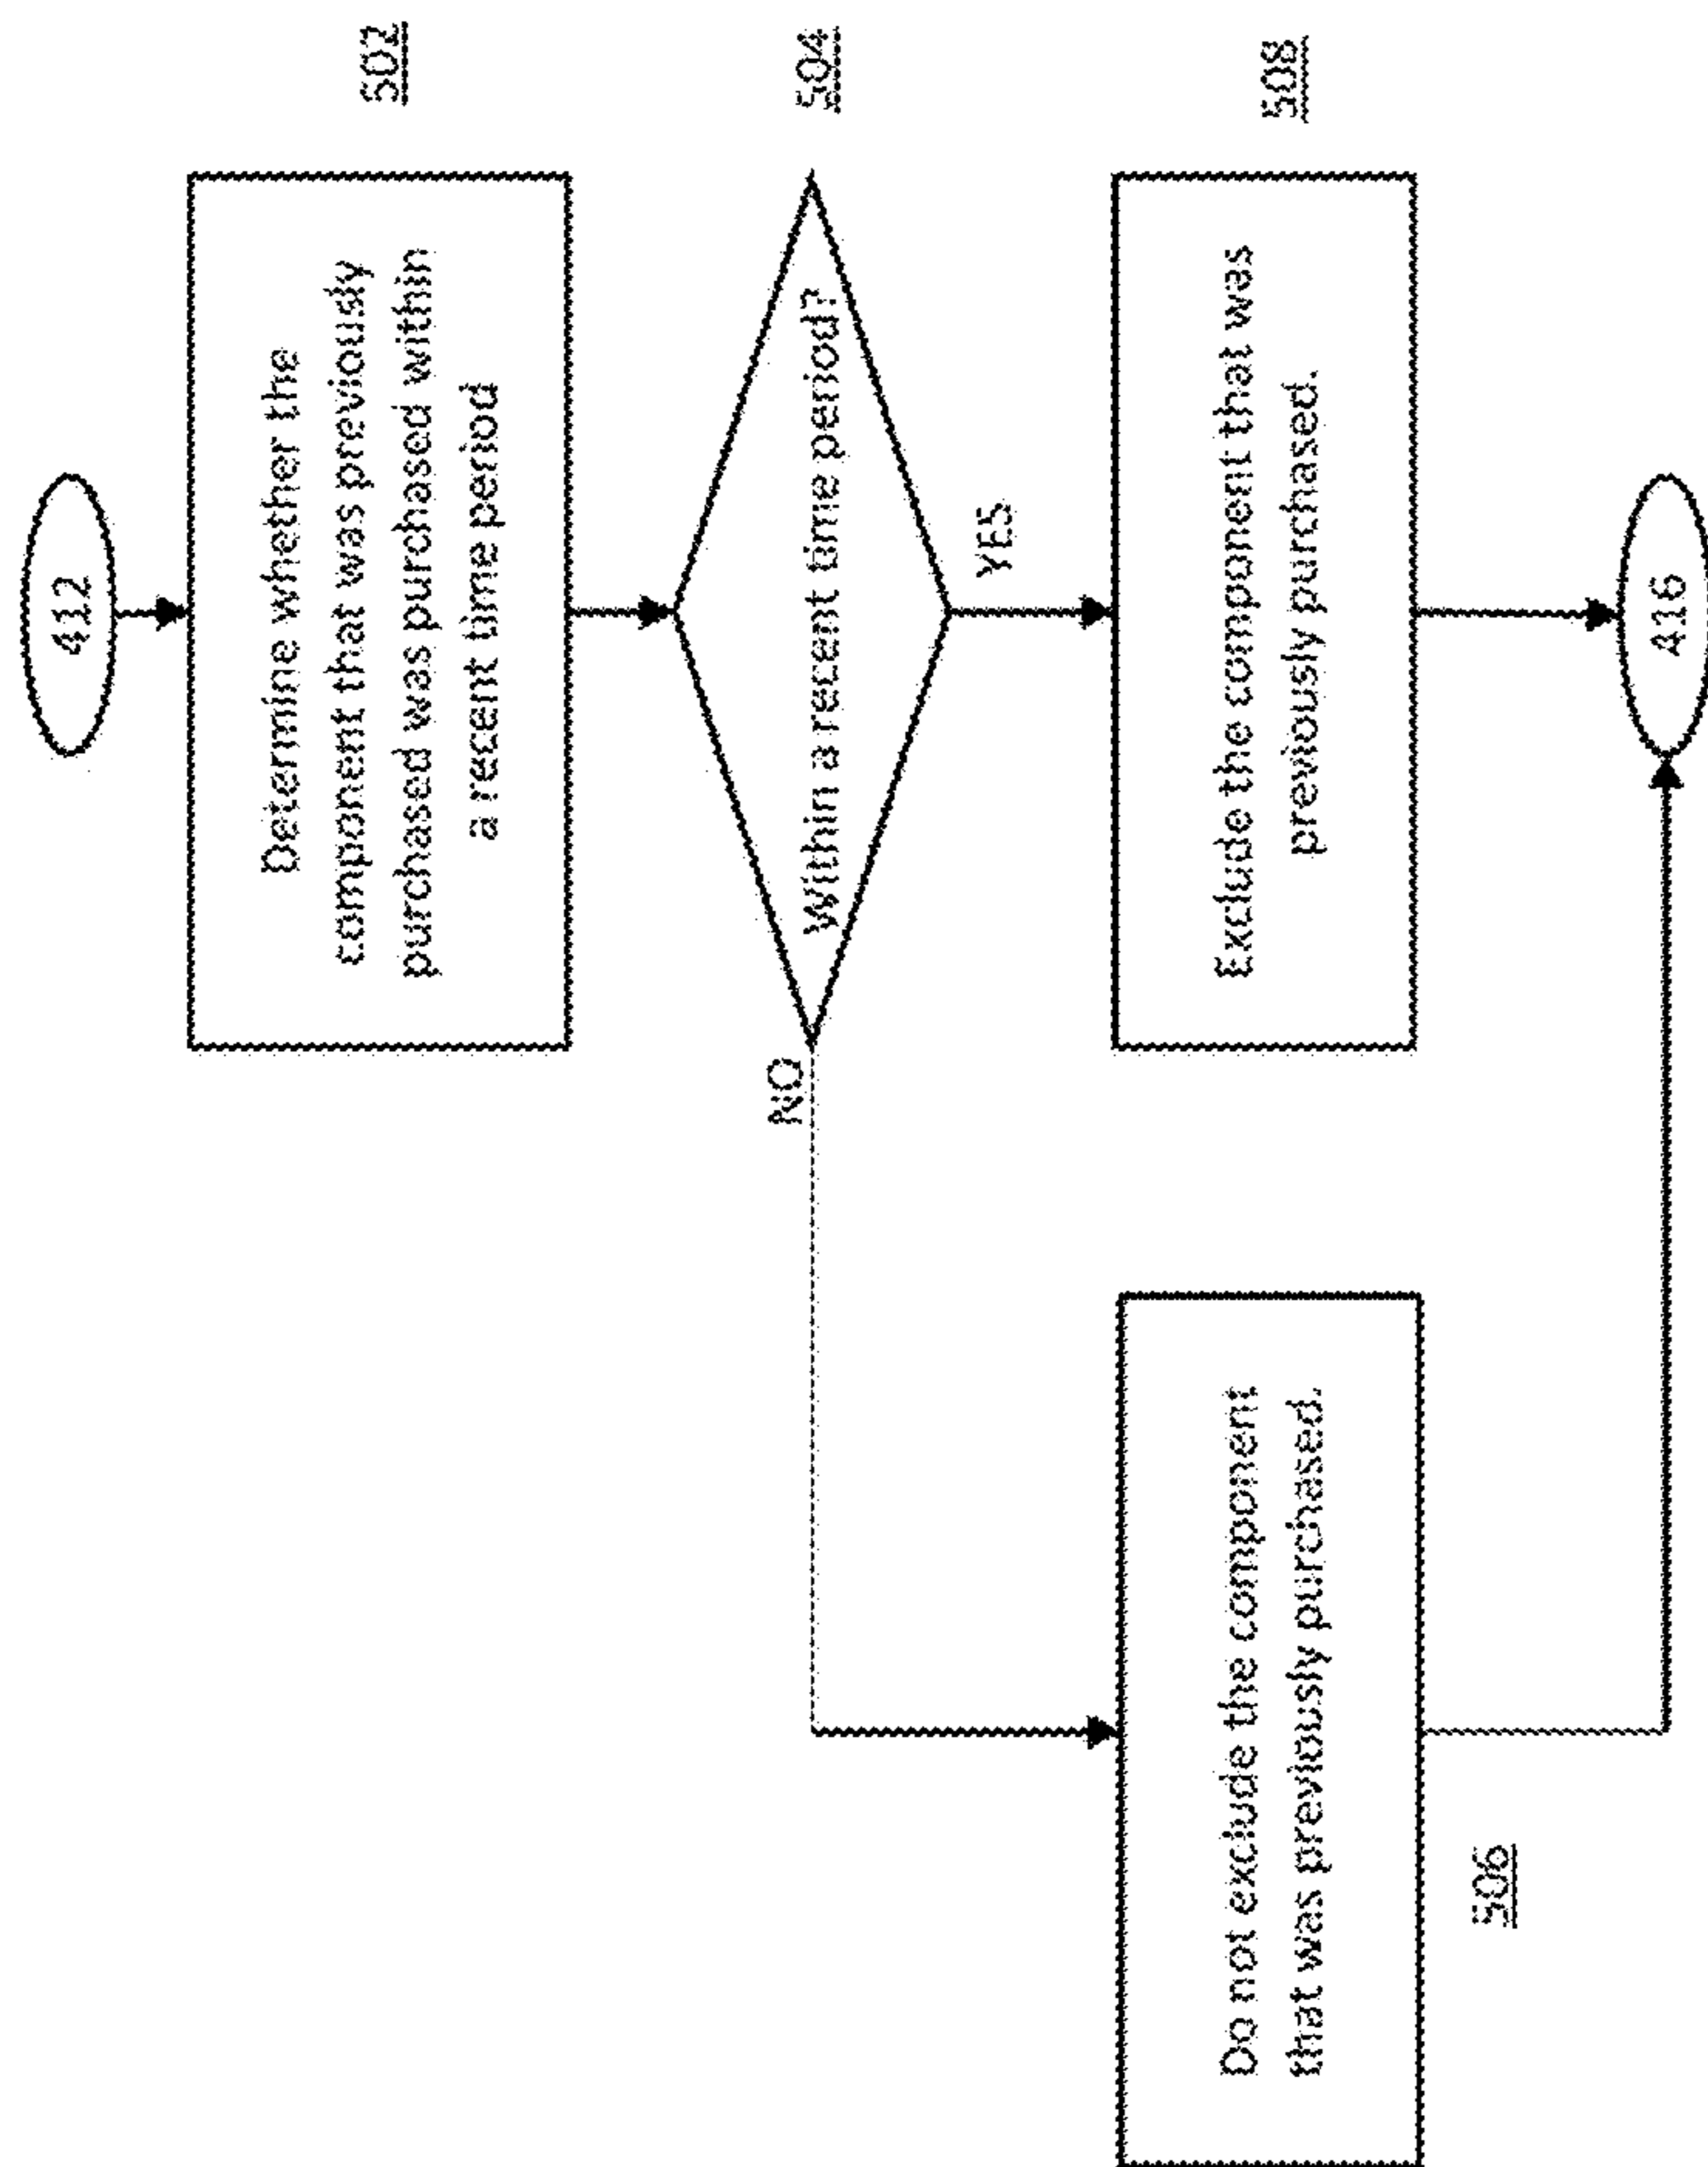 412
Determine whether the
component that was previously
purchased was purchased within
a recent time period
502
Within a recent time period?
504
NO
YES
Do not exclude the component
that was previously purchased.
506
Exclude the component that was
previously purchased.
508
416